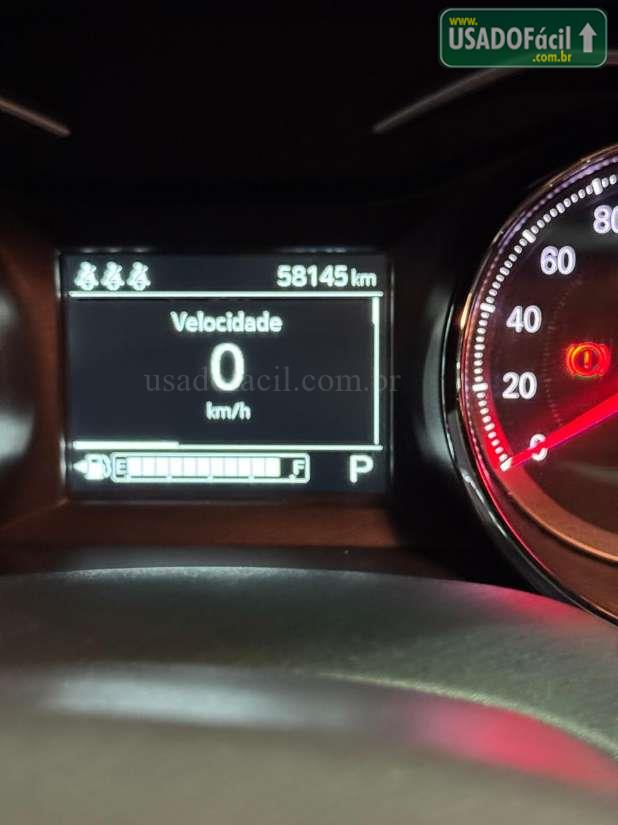 www.
USADOFácil
.com.br
58145 km
Velocidade
0
km/h
usadofacil.com.br
E F P
80
60
40
20
0